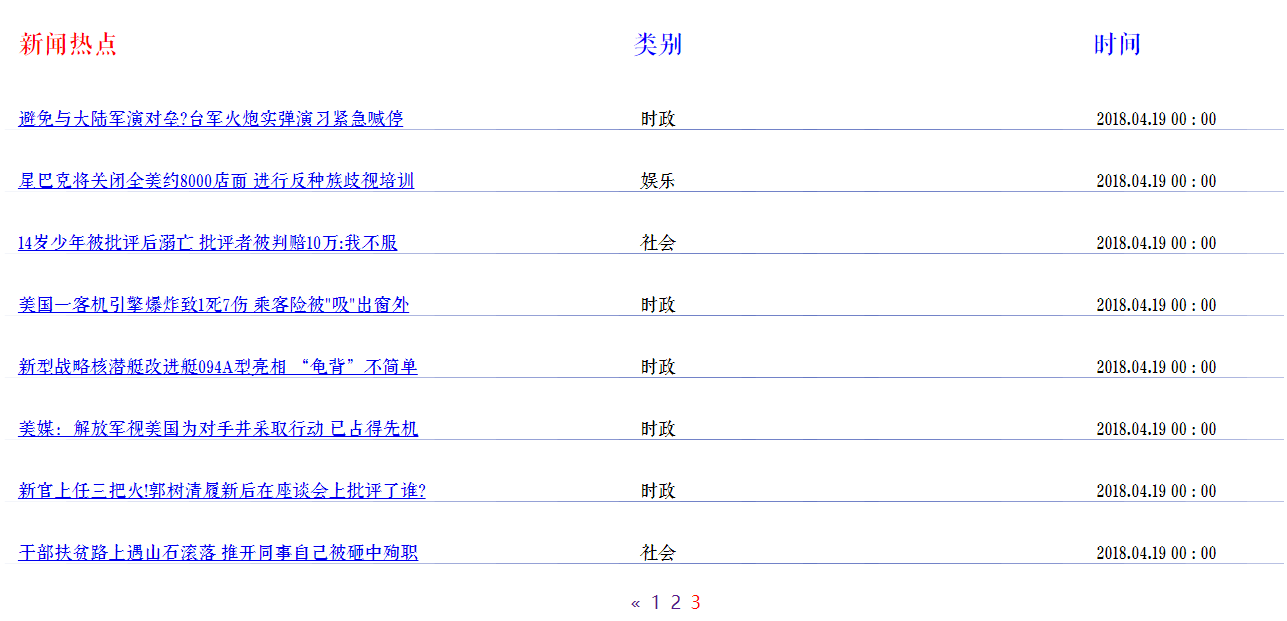 新闻热点 类别 时间
避免与大陆军演对垒?台军火炮实弹演习紧急喊停 时政 2018.04.19 00 : 00
星巴克将关闭全美约8000店面 进行反种族歧视培训 娱乐 2018.04.19 00 : 00
14岁少年被批评后溺亡 批评者被判赔10万:我不服 社会 2018.04.19 00 : 00
美国一客机引擎爆炸致1死7伤 乘客险被"吸"出窗外 时政 2018.04.19 00 : 00
新型战略核潜艇改进艇094A型亮相 “龟背”不简单 时政 2018.04.19 00 : 00
美媒：解放军视美国为对手并采取行动 已占得先机 时政 2018.04.19 00 : 00
新官上任三把火!郭树清履新后在座谈会上批评了谁? 时政 2018.04.19 00 : 00
干部扶贫路上遇山石滚落 推开同事自己被砸中殉职 社会 2018.04.19 00 : 00
« 1 2 3